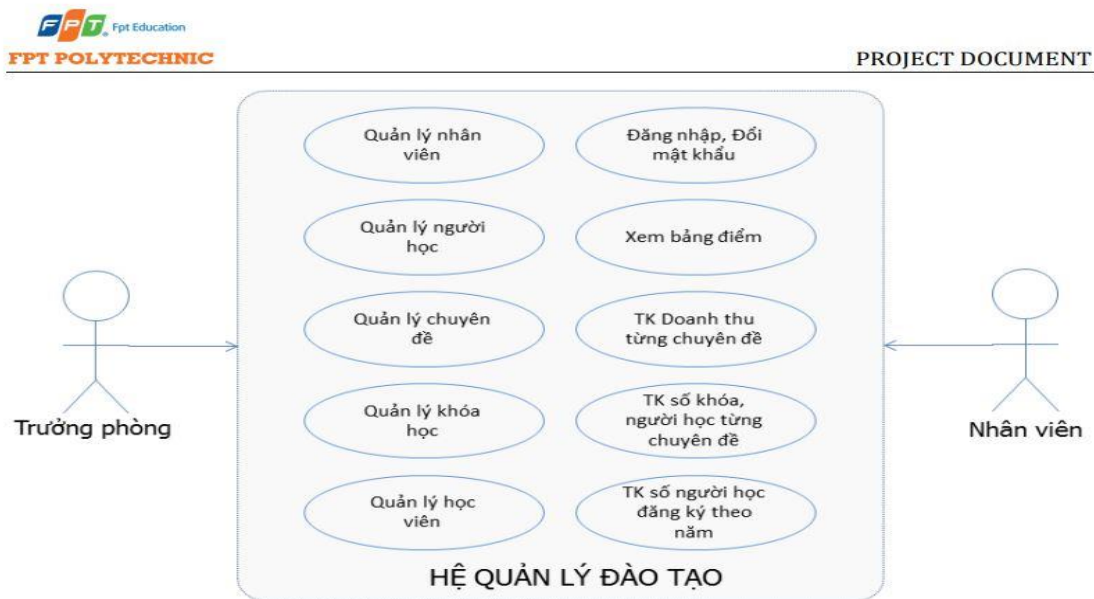 FPT. Fpt Education
FPT POLYTECHNIC
PROJECT DOCUMENT
Quản lý nhân
viên
Đăng nhập, Đổi
mật khẩu
Quản lý người
học
Xem bảng điểm
Quản lý chuyên
đề
TK Doanh thu
từng chuyên đề
Quản lý khóa
học
TK số khóa,
người học từng
chuyên đề
Quản lý học
viên
TK số người học
đăng ký theo
năm
Trưởng phòng
Nhân viên
HỆ QUẢN LÝ ĐÀO TẠO